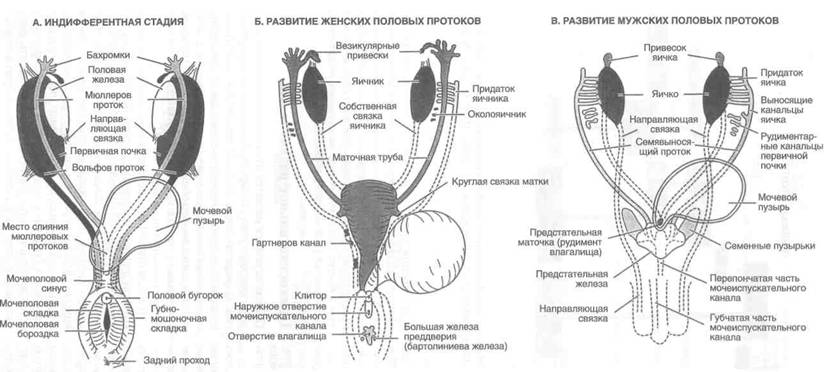 А. ИНДИФФЕРЕНТНАЯ СТАДИЯ
Бахромки
Половая
железа
Мюллеров
проток
Направ-
ляющая
связка
Первичная почка
Вольфов проток
Мочевой
пузырь
Место слияния
мюллеровых
протоков
Мочеполовой
синус
Мочеполовая
складка
Мочеполовая
бороздка
Половой бугорок
Губно-
мошоночная
складка
Задний проход
Б. РАЗВИТИЕ ЖЕНСКИХ ПОЛОВЫХ ПРОТОКОВ
Везикулярные
привески
Яичник
Придаток
яичника
Собственная
связка
яичника
Околояичник
Маточная труба
Круглая связка матки
Гартнеров канал
Клитор
Наружное отверстие
мочеиспускательного
канала
Отверстие влагалища
Большая железа
преддверия
(бартолиниева железа)
В. РАЗВИТИЕ МУЖСКИХ ПОЛОВЫХ ПРОТОКОВ
Привесок
яичка
Придаток
яичка
Яичко
Выносящие
канальцы
яичка
Направляющая
связка
Семявынося-
щий проток
Рудиментар-
ные канальцы
первичной
почки
Мочевой
пузырь
Предстательная
маточка (рудимент
влагалища)
Семенные пузырьки
Предстательная
железа
Перепончатая часть
мочеиспускательного
канала
Направляющая
связка
Губчатая часть
мочеиспускательного
канала